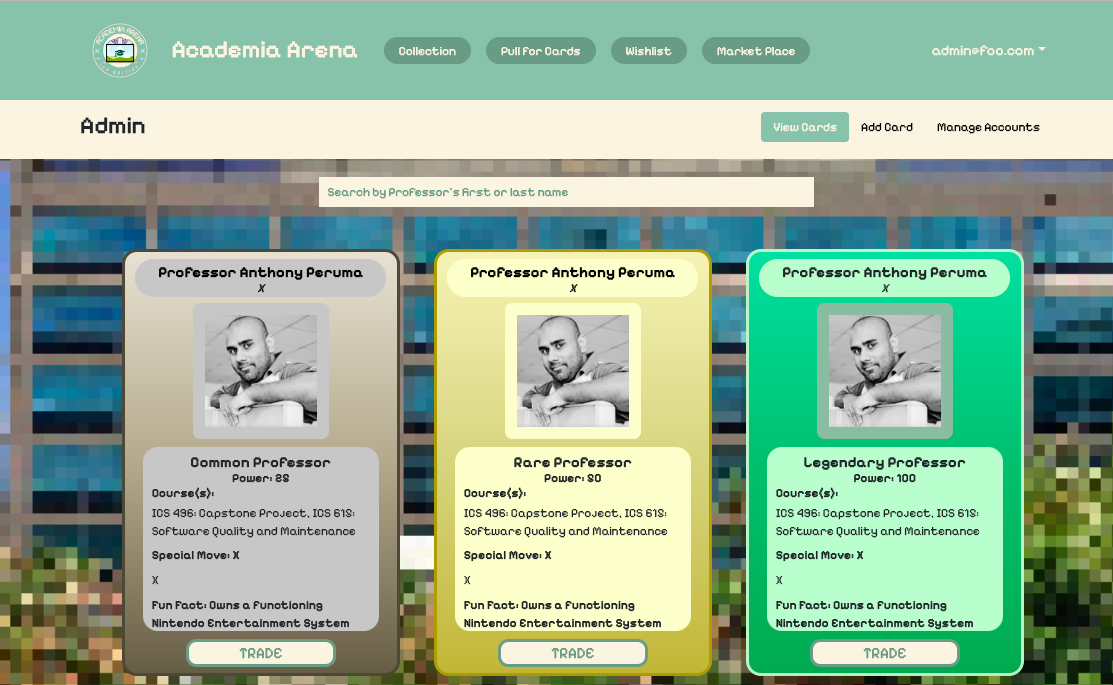 ACADEMIA ARENA
Academia Arena
Collection
Pull For Cards
Wishlist
Market Place
admin@foo.com
Admin
View Cards
Add Card
Manage Accounts
Search by Professor's first or last name
Professor Anthony Peruma
X
Common Professor
Power: 25
Course(s):
ICS 496: Capstone Project, ICS 615:
Software Quality and Maintenance
Special Move: X
X
Fun Fact: Owns a functioning
Nintendo Entertainment System
TRADE
Professor Anthony Peruma
X
Rare Professor
Power: 50
Course(s):
ICS 496: Capstone Project, ICS 615:
Software Quality and Maintenance
Special Move: X
X
Fun Fact: Owns a functioning
Nintendo Entertainment System
TRADE
Professor Anthony Peruma
X
Legendary Professor
Power: 100
Course(s):
ICS 496: Capstone Project, ICS 615:
Software Quality and Maintenance
Special Move: X
X
Fun Fact: Owns a functioning
Nintendo Entertainment System
TRADE